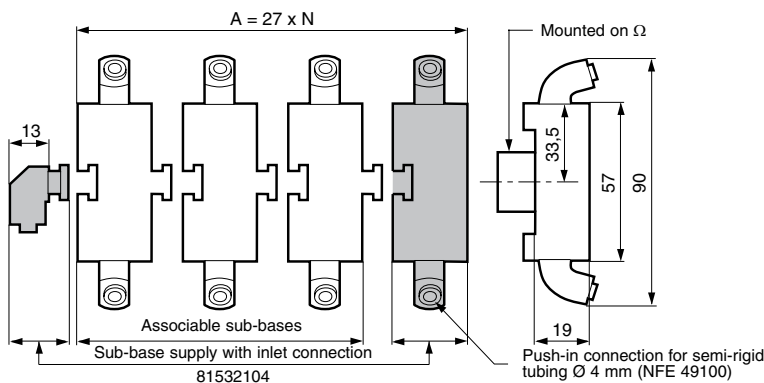 A = 27 x N
Mounted on Ω
13
33,5
57
90
19
Associable sub-bases
Sub-base supply with inlet connection
81532104
Push-in connection for semi-rigid
tubing Ø 4 mm (NFE 49100)